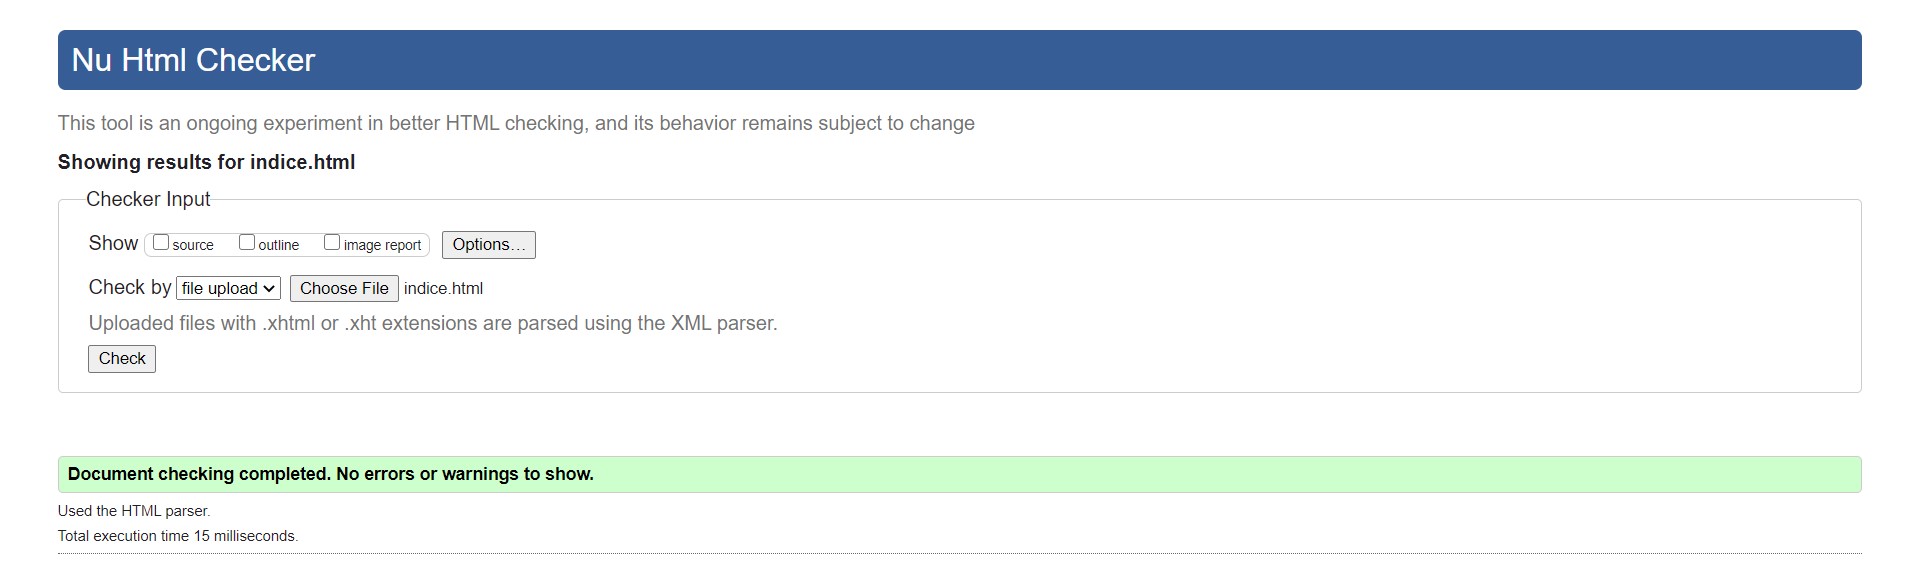 Nu Html Checker
This tool is an ongoing experiment in better HTML checking, and its behavior remains subject to change
Showing results for indice.html
Checker Input
Show source outline image report Options…
Check by file upload Choose File indice.html
Uploaded files with .xhtml or .xht extensions are parsed using the XML parser.
Check
Document checking completed. No errors or warnings to show.
Used the HTML parser.
Total execution time 15 milliseconds.